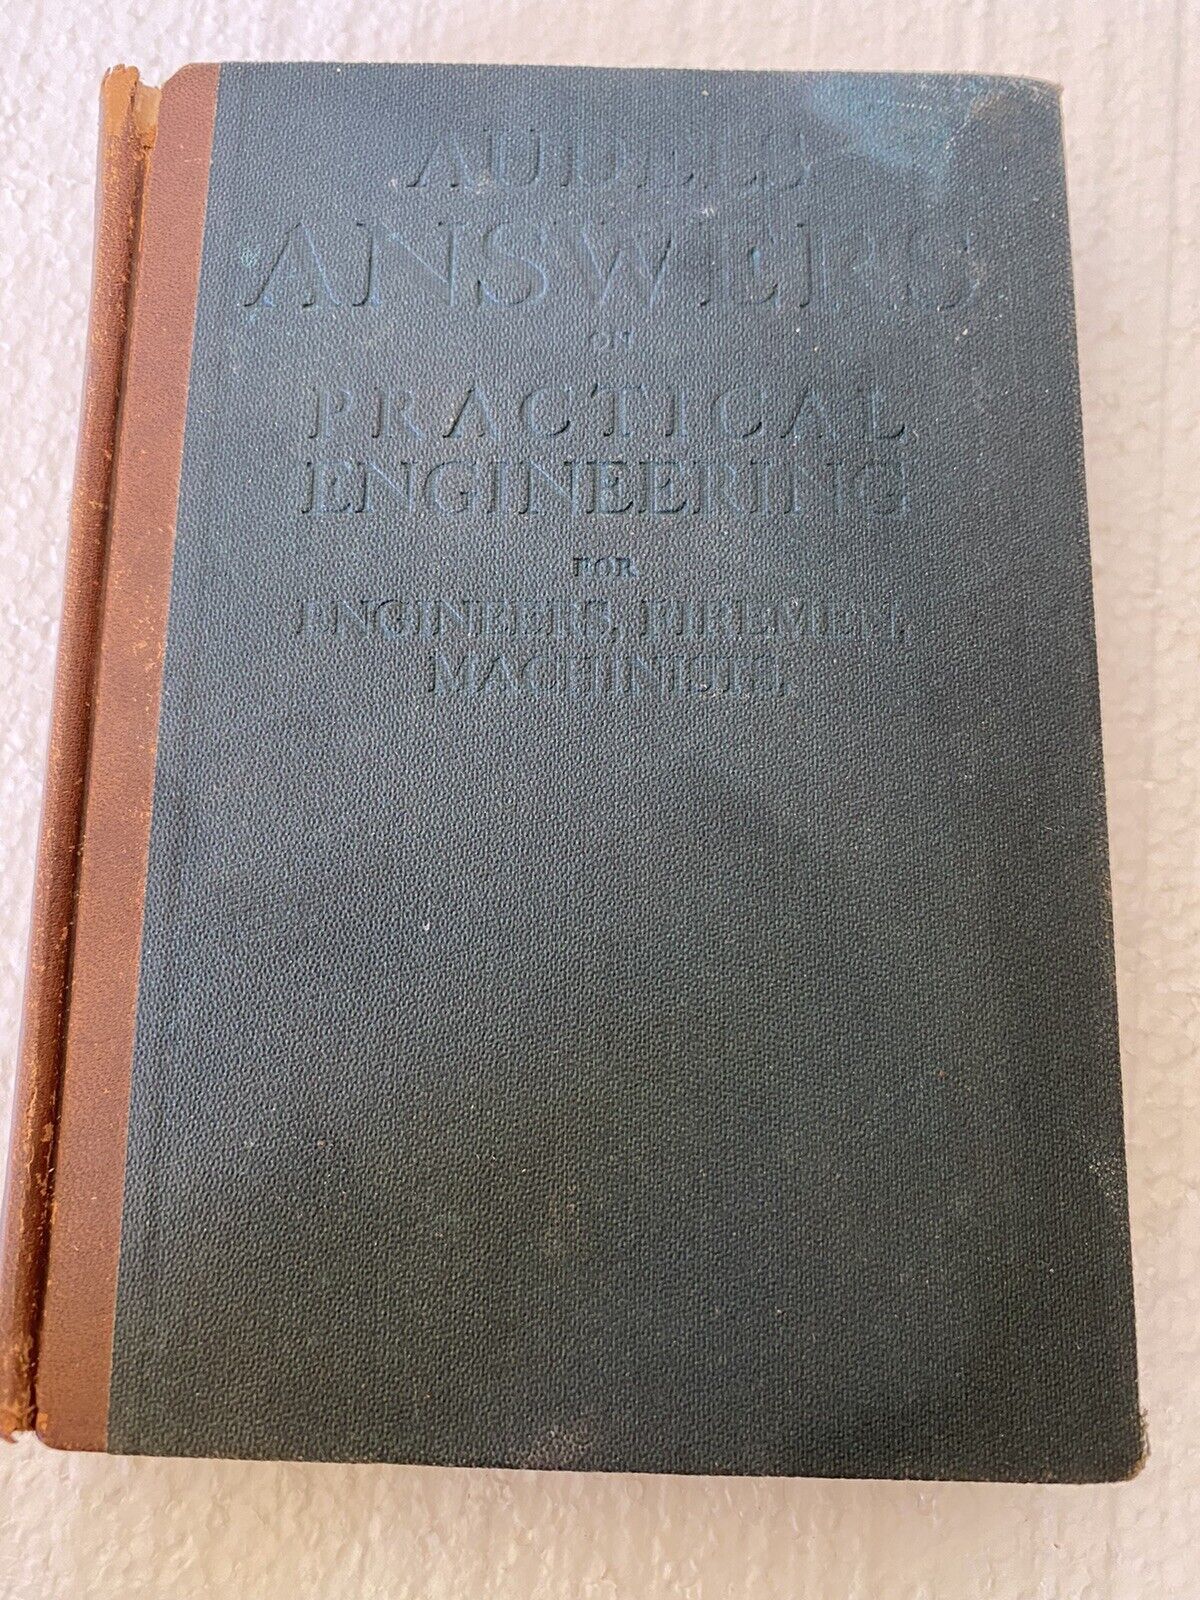 AUDELS
ANSWERS
ON
PRACTICAL
ENGINEERING
FOR
ENGINEERS, FIREMEN,
MACHINISTS